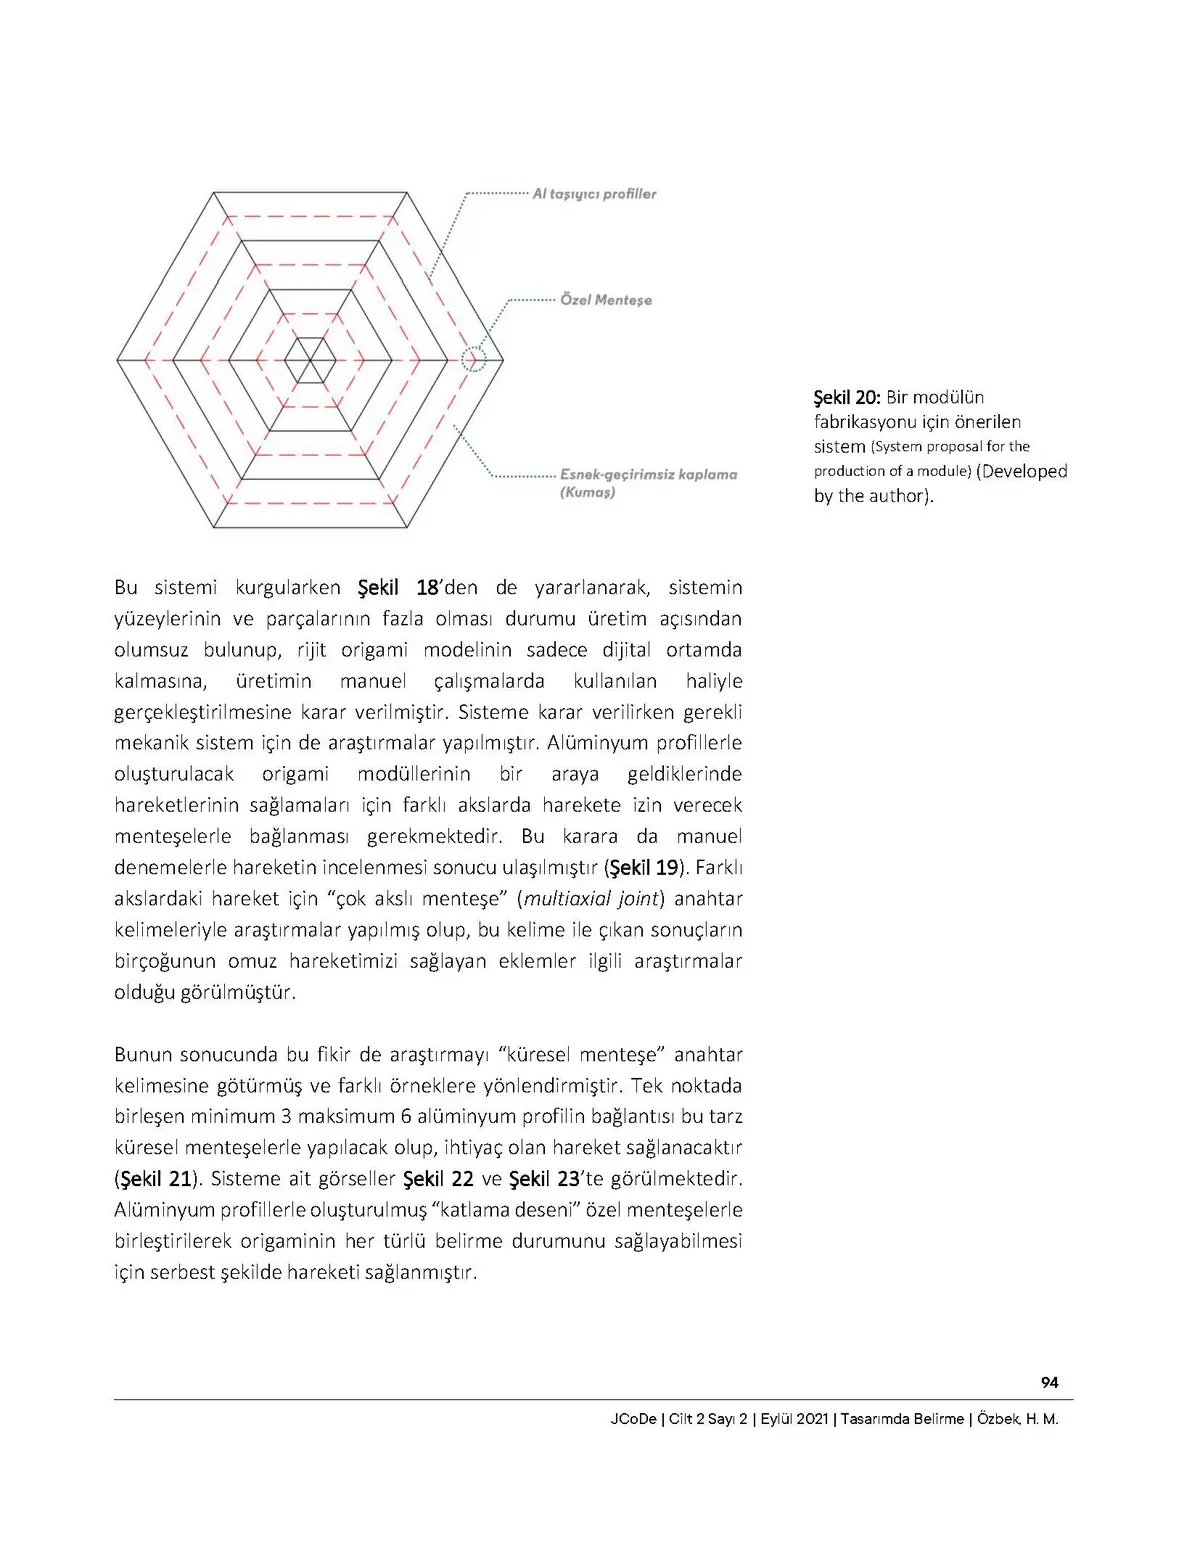 Al taşıyıcı profiller
Özel Menteşe
Esnek-geçirimsiz kaplama
(Kumaş)
Şekil 20: Bir modülün
fabrikasyonu için önerilen
sistem (System proposal for the
production of a module) (Developed
by the author).
Bu sistemi kurgularken Şekil 18’den de yararlanarak, sistemin
yüzeylerinin ve parçalarının fazla olması durumu üretim açısından
olumsuz bulunup, rijit origami modelinin sadece dijital ortamda
kalmasına, üretimin manuel çalışmalarda kullanılan haliyle
gerçekleştirilmesine karar verilmiştir. Sisteme karar verilirken gerekli
mekanik sistem için de araştırmalar yapılmıştır. Alüminyum profillerle
oluşturulacak origami modüllerinin bir araya geldiklerinde
hareketlerinin sağlamaları için farklı akslarda harekete izin verecek
menteşelerle bağlanması gerekmektedir. Bu karara da manuel
denemelerle hareketin incelenmesi sonucu ulaşılmıştır (Şekil 19). Farklı
akslardaki hareket için “çok akslı menteşe” (multiaxial joint) anahtar
kelimeleriyle araştırmalar yapılmış olup, bu kelime ile çıkan sonuçların
birçoğunun omuz hareketimizi sağlayan eklemler ilgili araştırmalar
olduğu görülmüştür.
Bunun sonucunda bu fikir de araştırmayı “küresel menteşe” anahtar
kelimesine götürmüş ve farklı örneklere yönlendirmiştir. Tek noktada
birleşen minimum 3 maksimum 6 alüminyum profilin bağlantısı bu tarz
küresel menteşelerle yapılacak olup, ihtiyaç olan hareket sağlanacaktır
(Şekil 21). Sisteme ait görseller Şekil 22 ve Şekil 23’te görülmektedir.
Alüminyum profillerle oluşturulmuş “katlama deseni” özel menteşelerle
birleştirilerek origaminin her türlü belirme durumunu sağlayabilmesi
için serbest şekilde hareketi sağlanmıştır.
94
JCoDe | Cilt 2 Sayı 2 | Eylül 2021 | Tasarımda Belirme | Özbek, H. M.